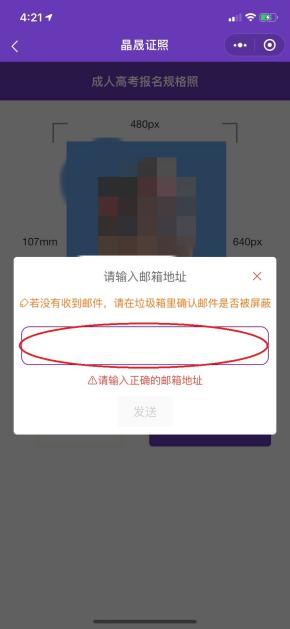 4:21
晶晟证照
成人高考报名规格照
480px
107mm
640px
请输入邮箱地址
若没有收到邮件，请在垃圾箱里确认邮件是否被屏蔽
请输入正确的邮箱地址
发送